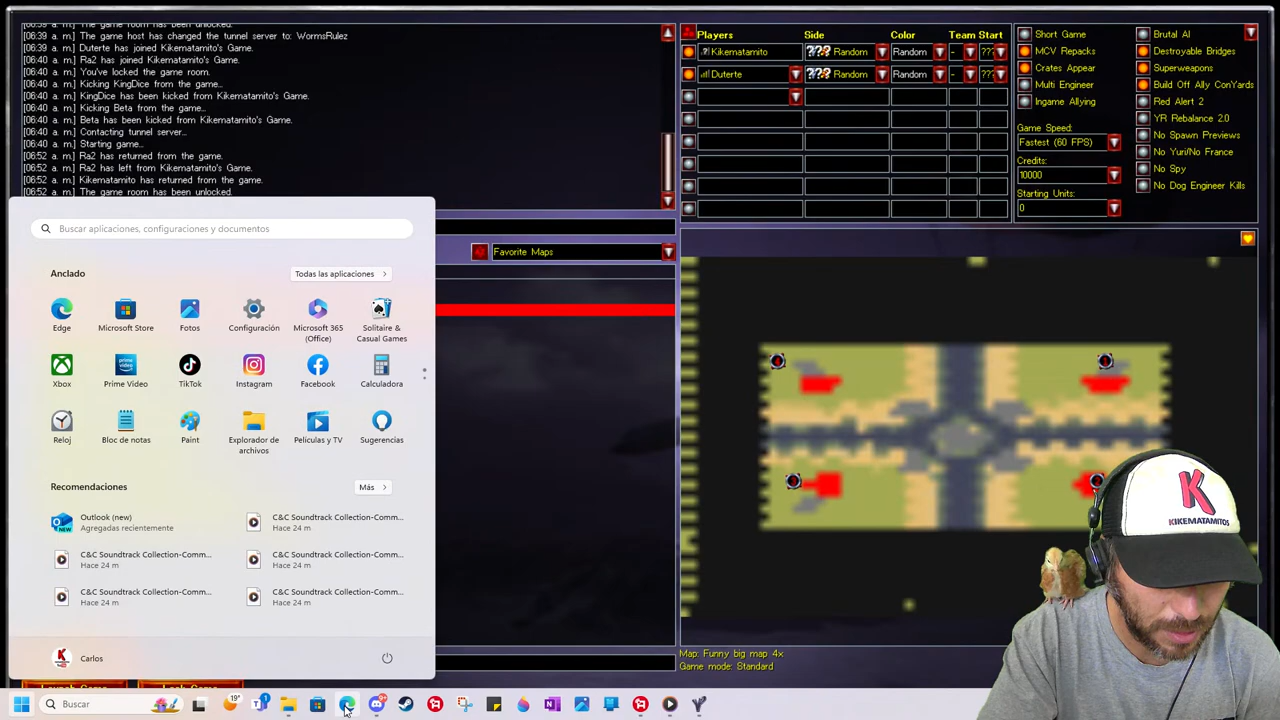 [06:39 a. m.] The game room has been unlocked.
[06:39 a. m.] The game host has changed the tunnel server to: WormsRulez
[06:39 a. m.] Duterte has joined Kikematamito's Game.
[06:40 a. m.] Ra2 has joined Kikematamito's Game.
[06:40 a. m.] You've locked the game room.
[06:40 a. m.] Kicking KingDice from the game...
[06:40 a. m.] KingDice has been kicked from Kikematamito's Game.
[06:40 a. m.] Kicking Beta from the game...
[06:40 a. m.] Beta has been kicked from Kikematamito's Game.
[06:40 a. m.] Contacting tunnel server...
[06:40 a. m.] Starting game...
[06:52 a. m.] Ra2 has returned from the game.
[06:52 a. m.] Ra2 has left from Kikematamito's Game.
[06:52 a. m.] Kikematamito has returned from the game.
[06:52 a. m.] The game room has been unlocked.
Players Side Color Team Start
Kikematamito ??? Random Random - ???
Duterte ??? Random Random - ???
Short Game
MCV Repacks
Crates Appear
Multi Engineer
Ingame Allying
Game Speed:
Fastest (60 FPS)
Credits:
10000
Starting Units:
0
Brutal AI
Destroyable Bridges
Superweapons
Build Off Ally ConYards
Red Alert 2
YR Rebalance 2.0
No Spawn Previews
No Yuri/No France
No Spy
No Dog Engineer Kills
Favorite Maps
Buscar aplicaciones, configuraciones y documentos
Anclado
Todas las aplicaciones >
Edge
Microsoft Store
Fotos
Configuración
Microsoft 365
(Office)
Solitaire &
Casual Games
Xbox
Prime Video
TikTok
Instagram
Facebook
Calculadora
Reloj
Bloc de notas
Paint
Explorador de
archivos
Películas y TV
Sugerencias
Recomendaciones
Más >
Outlook (new)
Agregadas recientemente
C&C Soundtrack Collection-Comm...
Hace 24 m
C&C Soundtrack Collection-Comm...
Hace 24 m
C&C Soundtrack Collection-Comm...
Hace 24 m
C&C Soundtrack Collection-Comm...
Hace 24 m
C&C Soundtrack Collection-Comm...
Hace 24 m
Carlos
Map: Funny big map 4x
Game mode: Standard
K
KIKEMATAMITOS
Launch Game
Lock Game
Buscar
19°